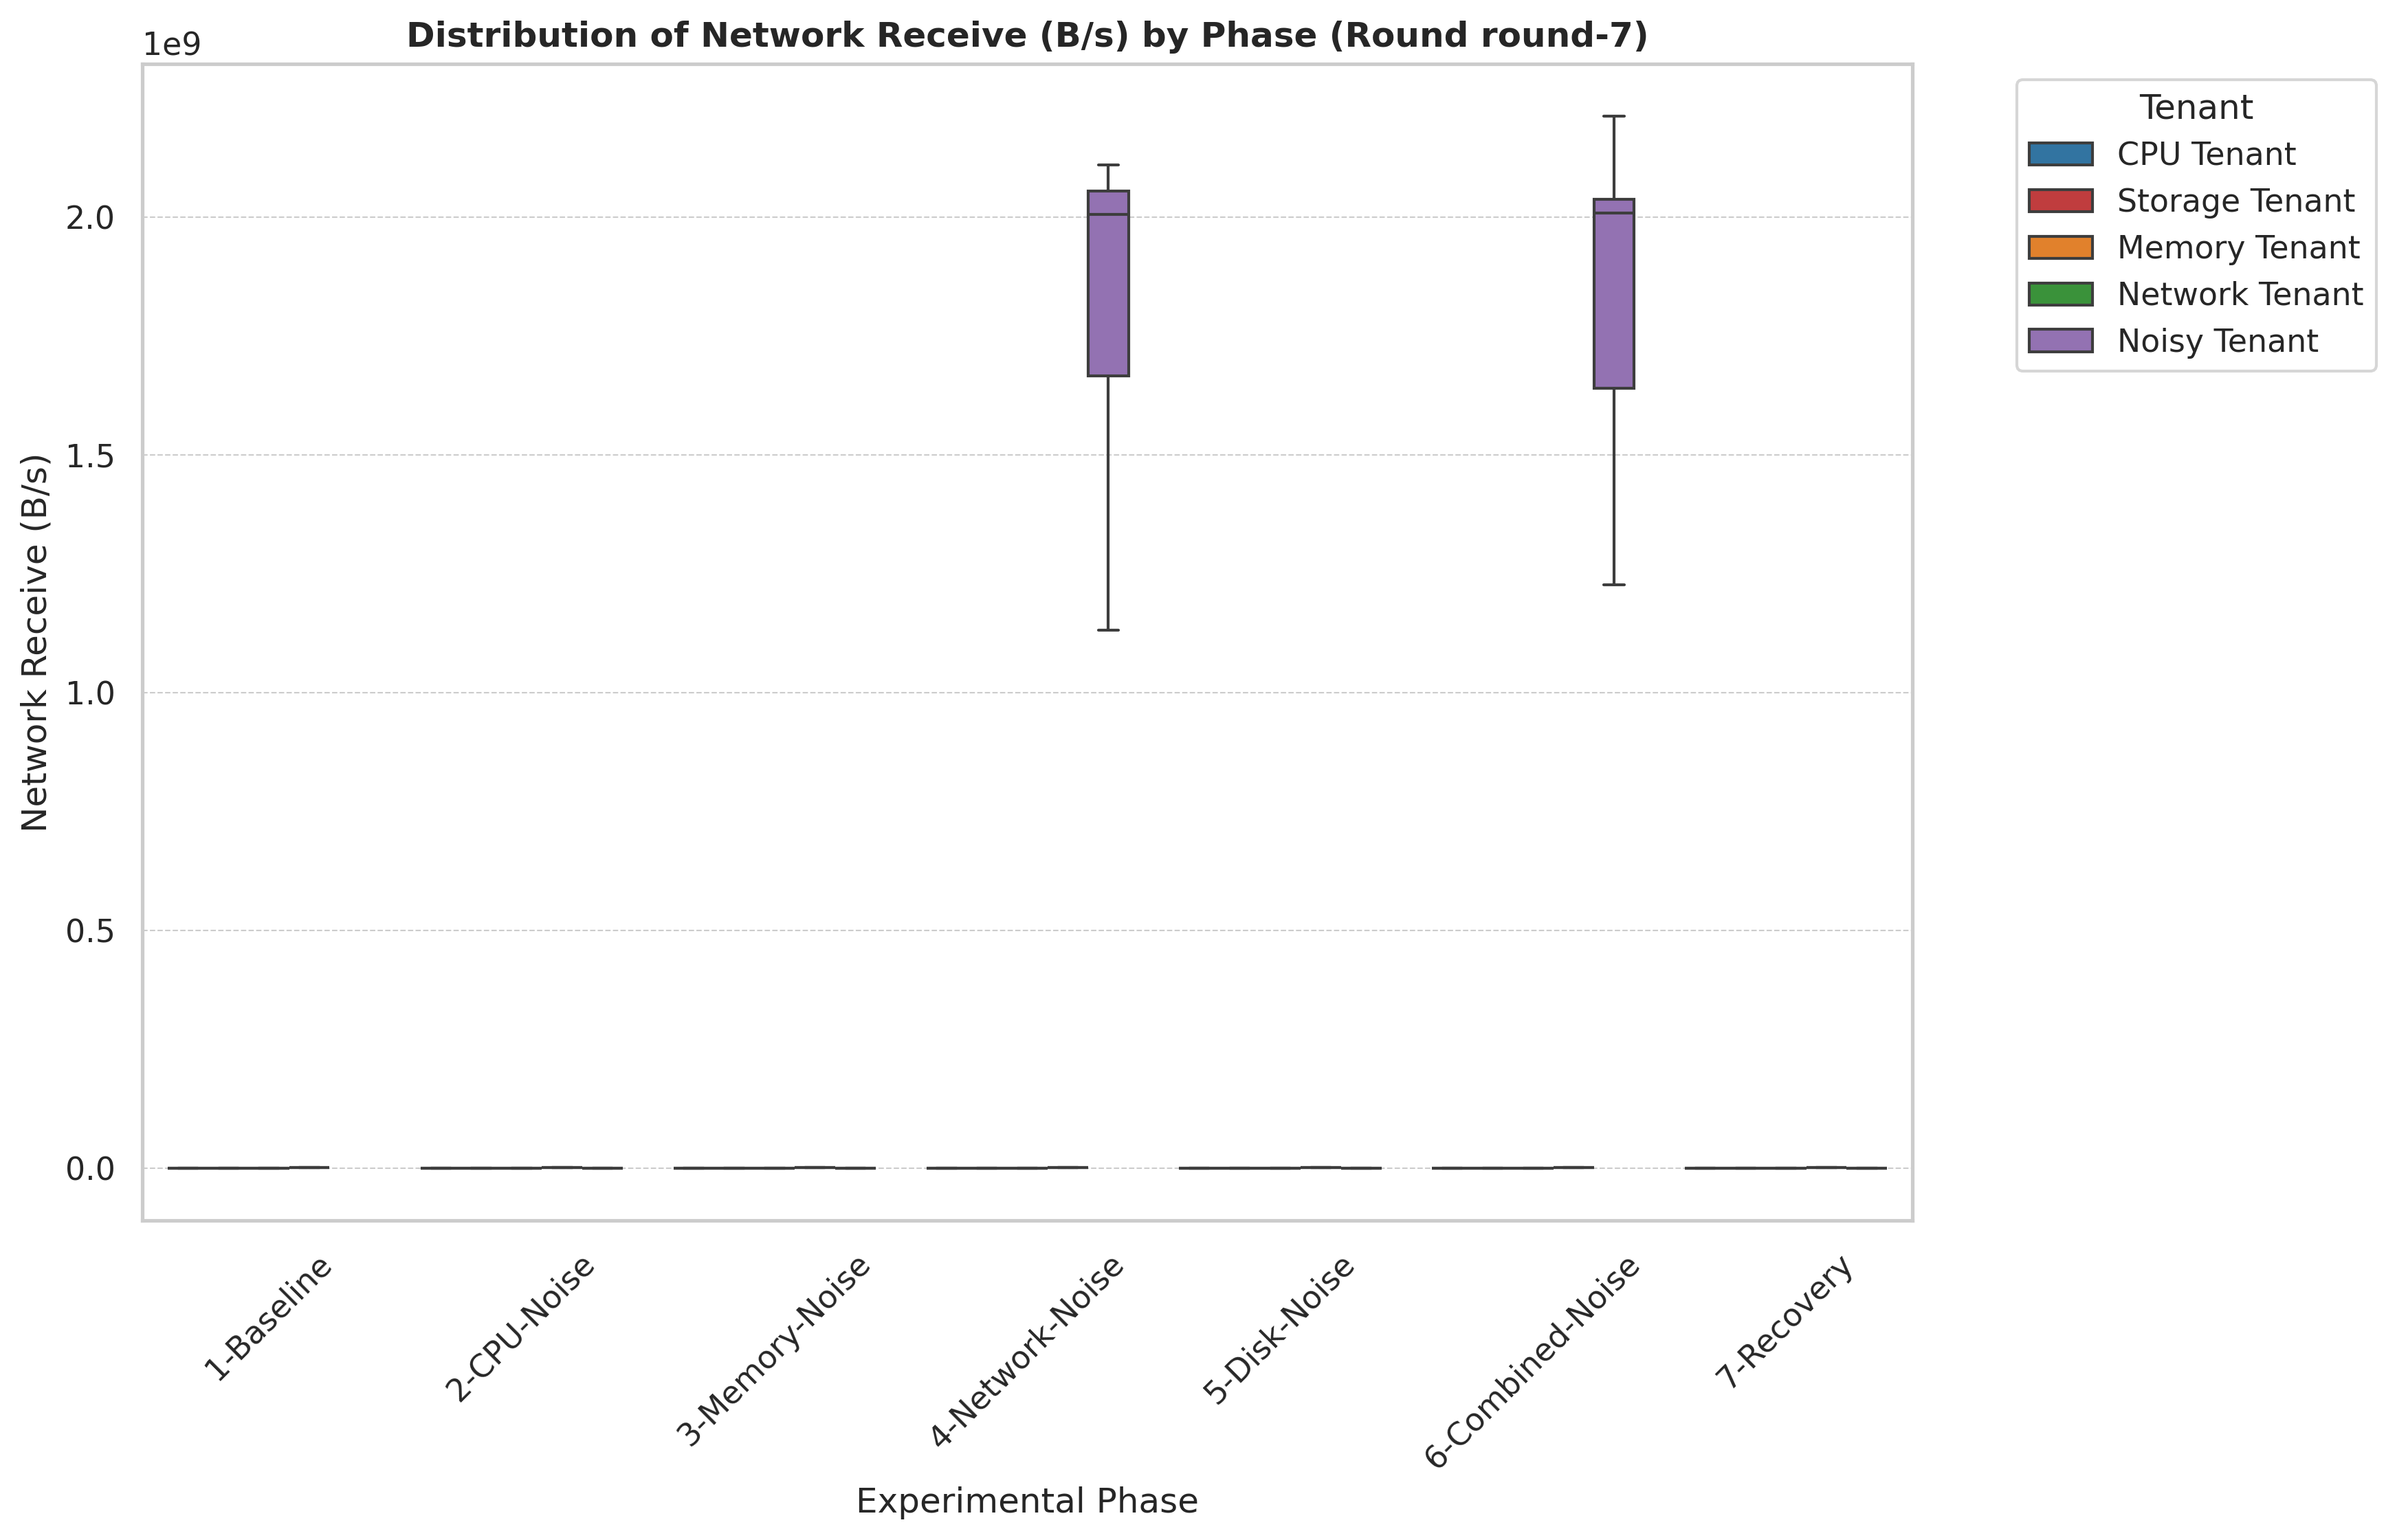 Distribution of Network Receive (B/s) by Phase (Round round-7)
1e9
2.0
1.5
1.0
0.5
0.0
Network Receive (B/s)
1-Baseline
2-CPU-Noise
3-Memory-Noise
4-Network-Noise
5-Disk-Noise
6-Combined-Noise
7-Recovery
Experimental Phase
Tenant
CPU Tenant
Storage Tenant
Memory Tenant
Network Tenant
Noisy Tenant